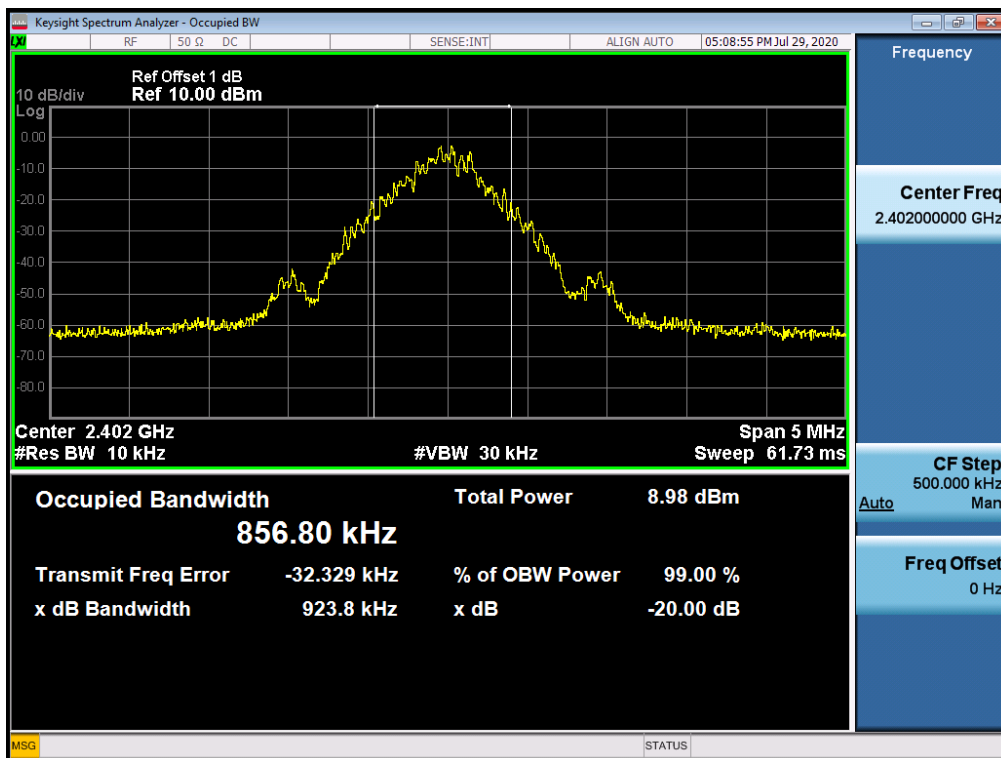 Keysight Spectrum Analyzer - Occupied BW
LXI RF 50 Ω DC SENSE:INT ALIGN AUTO 05:08:55 PM Jul 29, 2020
Frequency
Ref Offset 1 dB
10 dB/div Ref 10.00 dBm
Log
0.00
-10.0
-20.0
-30.0
-40.0
-50.0
-60.0
-70.0
-80.0
Center 2.402 GHz Span 5 MHz
#Res BW 10 kHz #VBW 30 kHz Sweep 61.73 ms
Occupied Bandwidth Total Power 8.98 dBm
856.80 kHz
Transmit Freq Error -32.329 kHz % of OBW Power 99.00 %
x dB Bandwidth 923.8 kHz x dB -20.00 dB
Center Freq
2.402000000 GHz
CF Step
500.000 kHz
Auto Man
Freq Offset
0 Hz
MSG STATUS